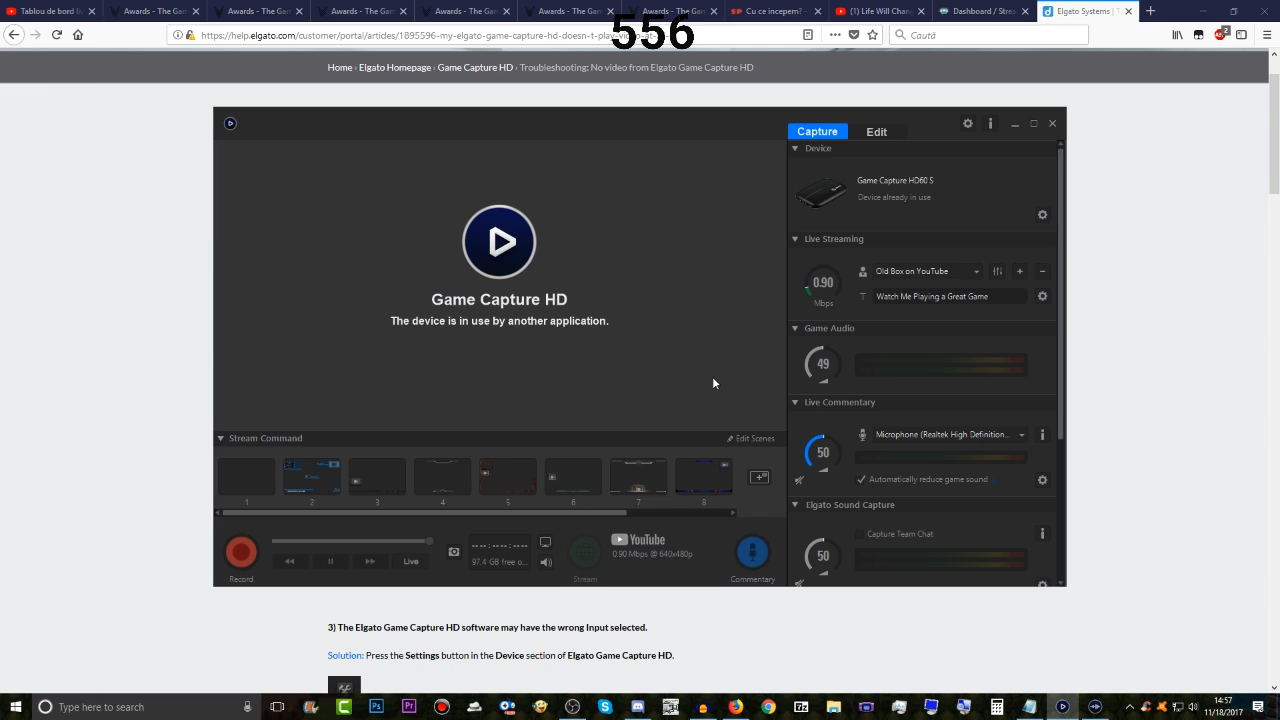 Tablou de bord liv
Awards - The Gam
Awards - The Gam
Awards - The Gam
Awards - The Gam
Awards - The Gam
Awards - The Gam
Cu ce incepem? -
(1) Life Will Chan
Dashboard / Strea
Elgato Systems | T
556
https://help.elgato.com/customer/portal/articles/1895596-my-elgato-game-capture-hd-doesn-t-play-video-at-
Caută
2
Home › Elgato Homepage › Game Capture HD › Troubleshooting: No video from Elgato Game Capture HD
Capture
Edit
Device
Game Capture HD60 S
Device already in use
Game Capture HD
The device is in use by another application.
Live Streaming
0.90
Mbps
Old Box on YouTube
T
Watch Me Playing a Great Game
Game Audio
49
Live Commentary
50
Microphone (Realtek High Definition...
Automatically reduce game sound
Elgato Sound Capture
50
Capture Team Chat
Stream Command
Edit Scenes
1
2
3
4
5
6
7
8
Record
Live
--:--:--
97.4 GB free o...
Stream
YouTube
0.90 Mbps @ 640x480p
Commentary
3) The Elgato Game Capture HD software may have the wrong Input selected.
Solution: Press the Settings button in the Device section of Elgato Game Capture HD.
Type here to search
14:57
11/18/2017